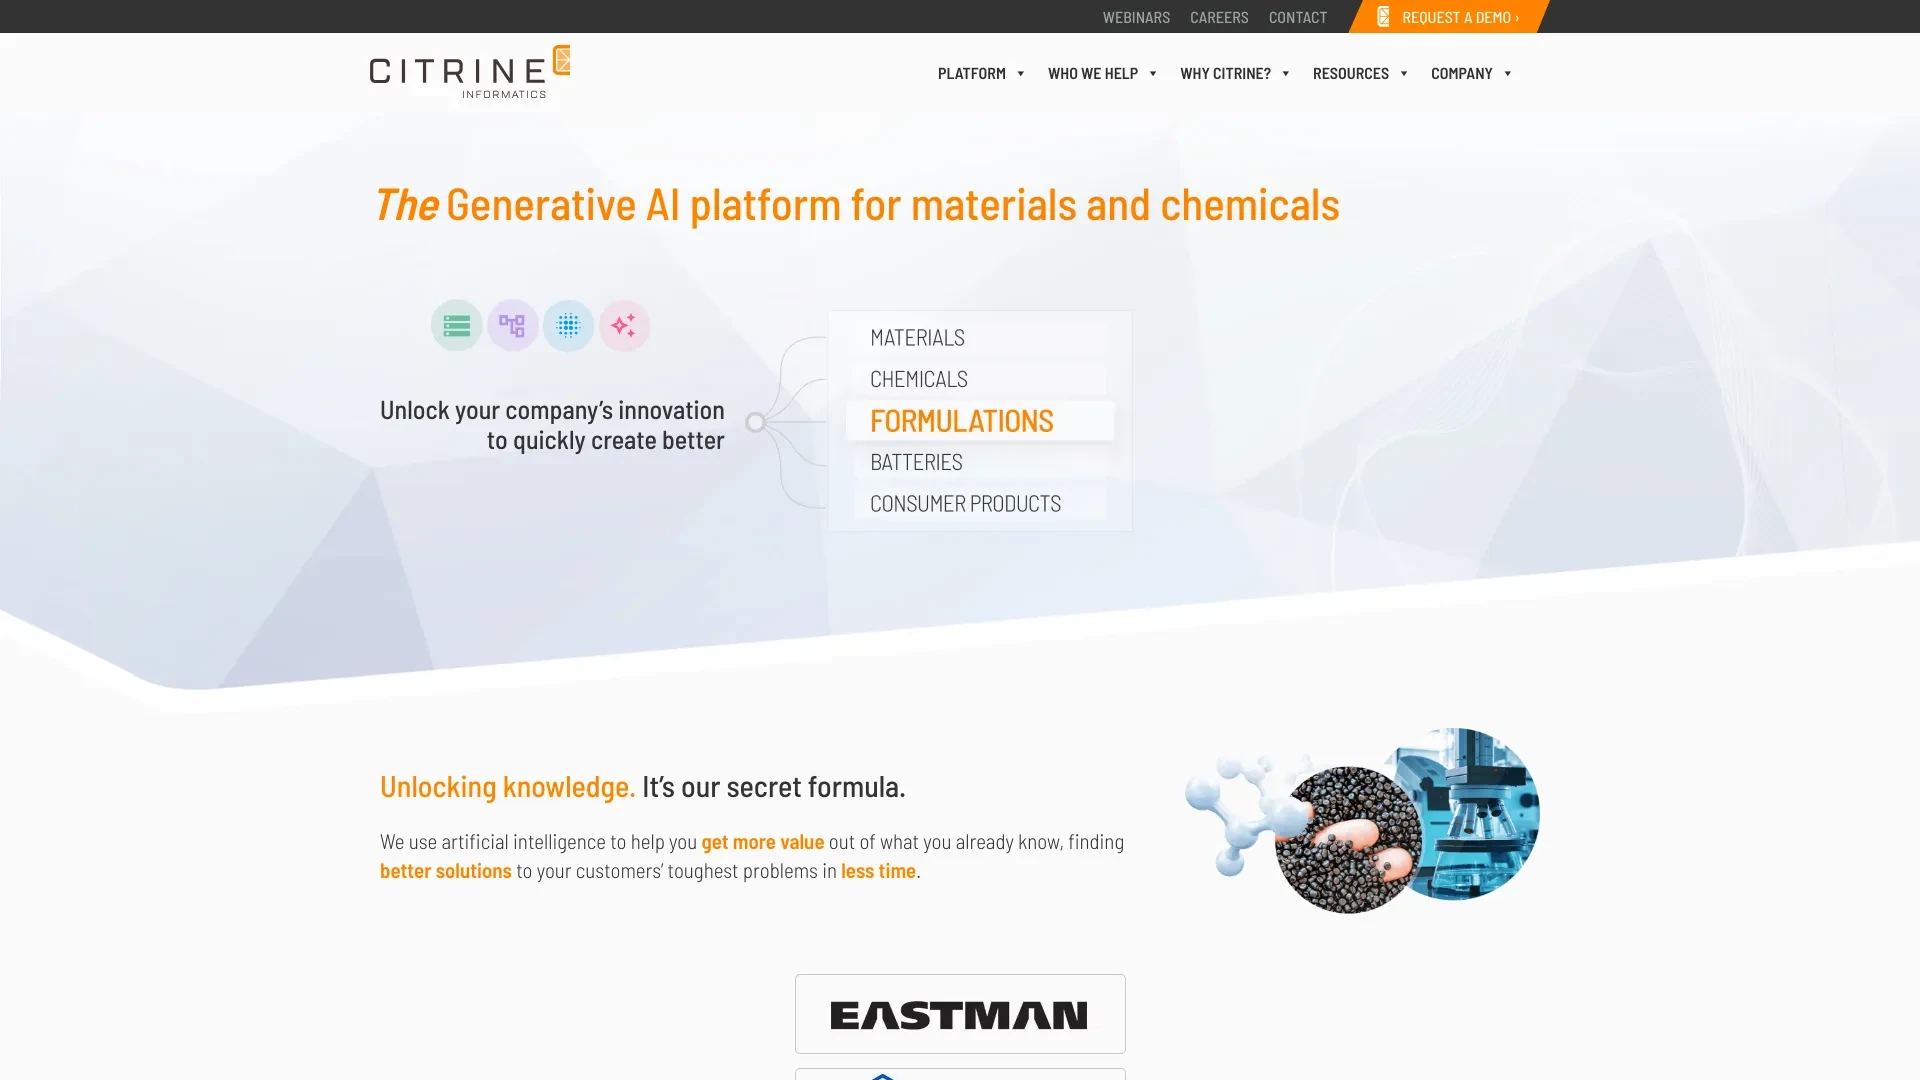 WEBINARS CAREERS CONTACT REQUEST A DEMO ›
CITRINE
INFORMATICS
PLATFORM WHO WE HELP WHY CITRINE? RESOURCES COMPANY
The Generative AI platform for materials and chemicals
Unlock your company’s innovation
to quickly create better
MATERIALS
CHEMICALS
FORMULATIONS
BATTERIES
CONSUMER PRODUCTS
Unlocking knowledge. It’s our secret formula.
We use artificial intelligence to help you get more value out of what you already know, finding
better solutions to your customers’ toughest problems in less time.
EASTMAN